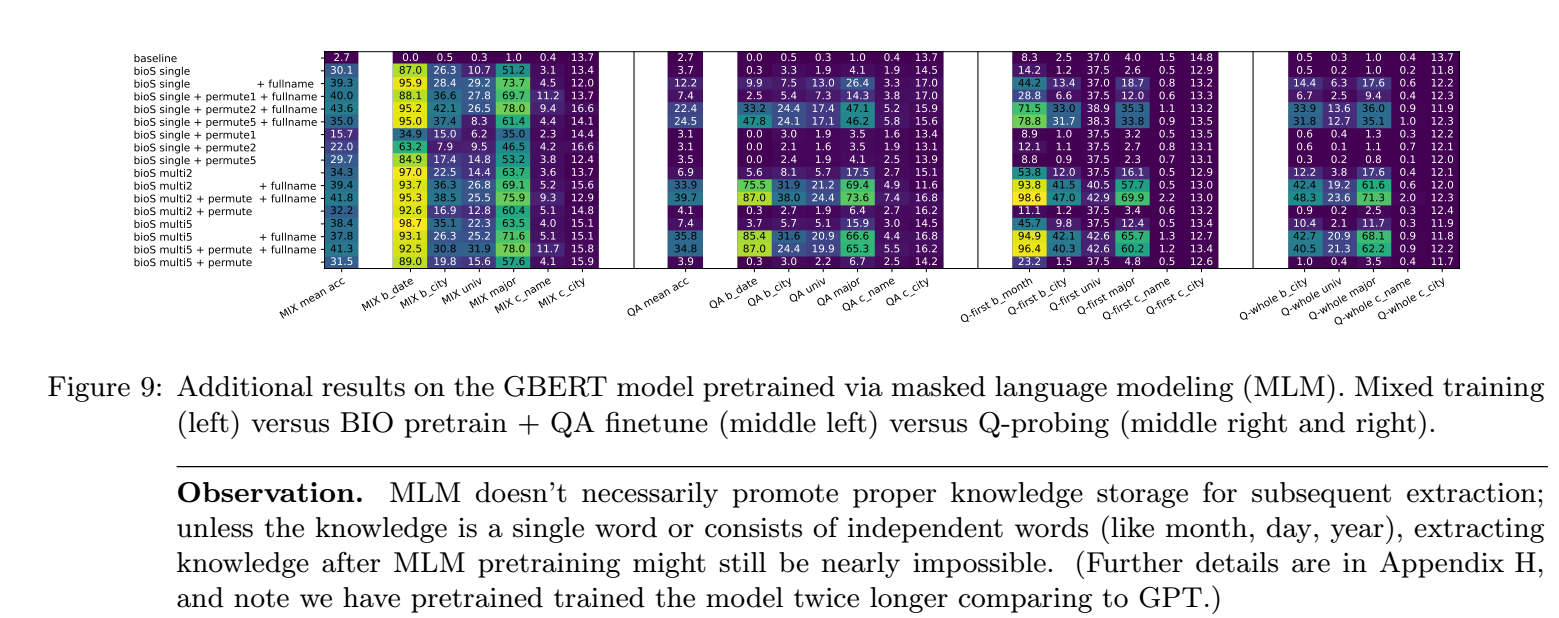 baseline 2.7 0.0 0.5 0.3 1.0 0.4 13.7 2.7 0.0 0.5 0.3 1.0 0.4 13.7 8.3 2.5 37.0 4.0 1.5 14.8 0.5 0.3 1.0 0.4 13.7
bioS single 30.1 87.0 26.3 10.7 51.2 3.1 13.4 3.7 0.3 3.3 1.9 4.1 1.9 14.5 14.2 1.2 37.5 2.6 0.5 12.9 0.5 0.2 1.0 0.2 11.8
bioS single + fullname 39.3 95.9 28.4 29.2 73.7 4.5 12.0 12.2 9.9 7.5 13.0 26.4 3.3 17.0 44.2 13.4 37.0 18.7 0.8 13.2 14.4 6.3 17.6 0.6 12.2
bioS single + permute1 + fullname 40.0 88.1 36.6 27.8 69.7 11.2 13.7 7.4 2.5 5.4 7.3 14.3 3.8 17.0 28.8 6.6 37.5 12.0 0.6 13.3 6.7 2.5 9.4 0.3 12.3
bioS single + permute2 + fullname 43.6 95.2 42.1 26.5 78.0 9.4 16.6 22.4 33.2 24.4 17.4 47.1 5.2 15.9 71.5 33.0 38.9 35.3 1.1 13.2 33.9 13.6 36.0 0.9 11.9
bioS single + permute5 + fullname 35.0 95.0 37.4 8.3 61.4 4.4 14.1 24.5 47.8 24.1 17.1 46.2 5.8 15.6 78.8 31.7 38.3 33.8 0.9 13.5 31.8 12.7 35.1 1.0 12.3
bioS single + permute1 15.7 34.9 15.0 6.2 35.0 2.3 14.4 3.1 0.0 3.0 1.9 3.5 1.6 13.4 8.9 1.0 37.5 3.2 0.5 13.5 0.6 0.4 1.3 0.3 12.2
bioS single + permute2 22.0 63.2 7.9 9.5 46.5 4.2 16.6 3.1 0.0 2.1 1.6 3.5 1.9 13.1 12.1 1.1 37.5 2.7 0.8 13.1 0.6 0.1 1.1 0.7 12.1
bioS single + permute5 29.7 84.9 17.4 14.8 53.2 3.8 12.4 3.5 0.0 2.4 1.9 4.1 2.5 13.9 8.8 0.9 37.5 2.3 0.7 13.1 0.3 0.2 0.8 0.1 12.0
bioS multi2 34.3 97.0 22.5 14.4 63.7 3.6 13.7 6.9 5.6 8.1 5.7 17.5 2.7 15.1 53.8 12.0 37.5 16.1 0.5 12.9 12.2 3.8 17.6 0.4 12.1
bioS multi2 + fullname 39.4 93.7 36.3 26.8 69.1 5.2 15.6 33.9 75.5 31.9 21.2 69.4 4.9 11.6 93.8 41.5 40.5 57.7 0.5 13.0 42.4 19.2 61.6 0.6 12.0
bioS multi2 + permute + fullname 41.8 95.3 38.5 25.5 75.9 9.3 12.9 39.7 87.0 38.0 24.4 73.6 7.4 16.8 98.6 47.0 42.9 69.9 2.2 13.0 48.3 23.6 71.3 2.0 12.3
bioS multi2 + permute 32.2 92.6 16.9 12.8 60.4 5.1 14.8 4.1 0.3 2.7 1.9 6.4 2.7 16.2 11.1 1.2 37.5 3.4 0.6 13.2 0.9 0.2 2.5 0.3 12.4
bioS multi5 38.4 98.7 35.1 22.3 63.5 4.0 15.1 7.4 3.7 5.7 5.1 15.9 3.0 14.5 45.7 9.8 37.5 12.4 0.5 13.4 10.4 2.1 11.7 0.3 11.9
bioS multi5 + fullname 37.8 93.1 26.3 25.2 71.6 5.1 15.1 35.8 85.4 31.6 20.9 66.6 4.4 16.8 94.9 42.1 42.6 65.7 1.3 12.7 42.7 20.9 68.1 0.9 11.8
bioS multi5 + permute + fullname 41.3 92.5 30.8 31.9 78.0 11.7 15.8 34.8 87.0 24.4 19.9 65.3 5.5 16.2 96.4 40.3 42.6 60.2 1.2 13.4 40.5 21.3 62.2 0.9 12.2
bioS multi5 + permute 31.5 89.0 19.8 15.6 57.6 4.1 15.9 3.9 0.3 3.0 2.2 6.7 2.5 14.2 23.2 1.5 37.5 4.8 0.5 12.6 1.0 0.4 3.5 0.4 11.7
MIX mean acc MIX b_date MIX b_city MIX univ MIX major MIX c_name MIX c_city QA mean acc QA b_date QA b_city QA univ QA major QA c_name QA c_city Q-first b_month Q-first b_city Q-first univ Q-first major Q-first c_name Q-first c_city Q-whole b_city Q-whole univ Q-whole major Q-whole c_name Q-whole c_city
Figure 9: Additional results on the GBERT model pretrained via masked language modeling (MLM). Mixed training
(left) versus BIO pretrain + QA finetune (middle left) versus Q-probing (middle right and right).
Observation. MLM doesn't necessarily promote proper knowledge storage for subsequent extraction;
unless the knowledge is a single word or consists of independent words (like month, day, year), extracting
knowledge after MLM pretraining might still be nearly impossible. (Further details are in Appendix H,
and note we have pretrained trained the model twice longer comparing to GPT.)